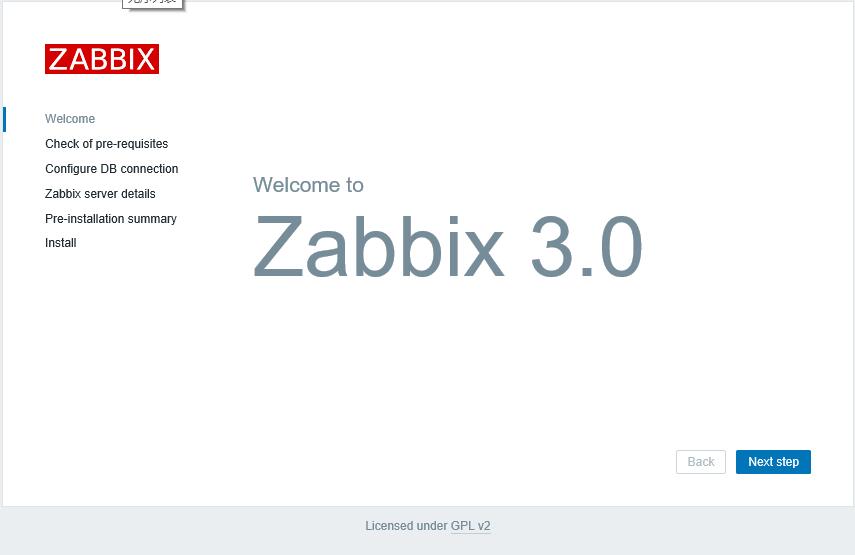 ZABBIX
Welcome
Check of pre-requisites
Configure DB connection
Zabbix server details
Pre-installation summary
Install
Welcome to
Zabbix 3.0
Back
Next step
Licensed under GPL v2